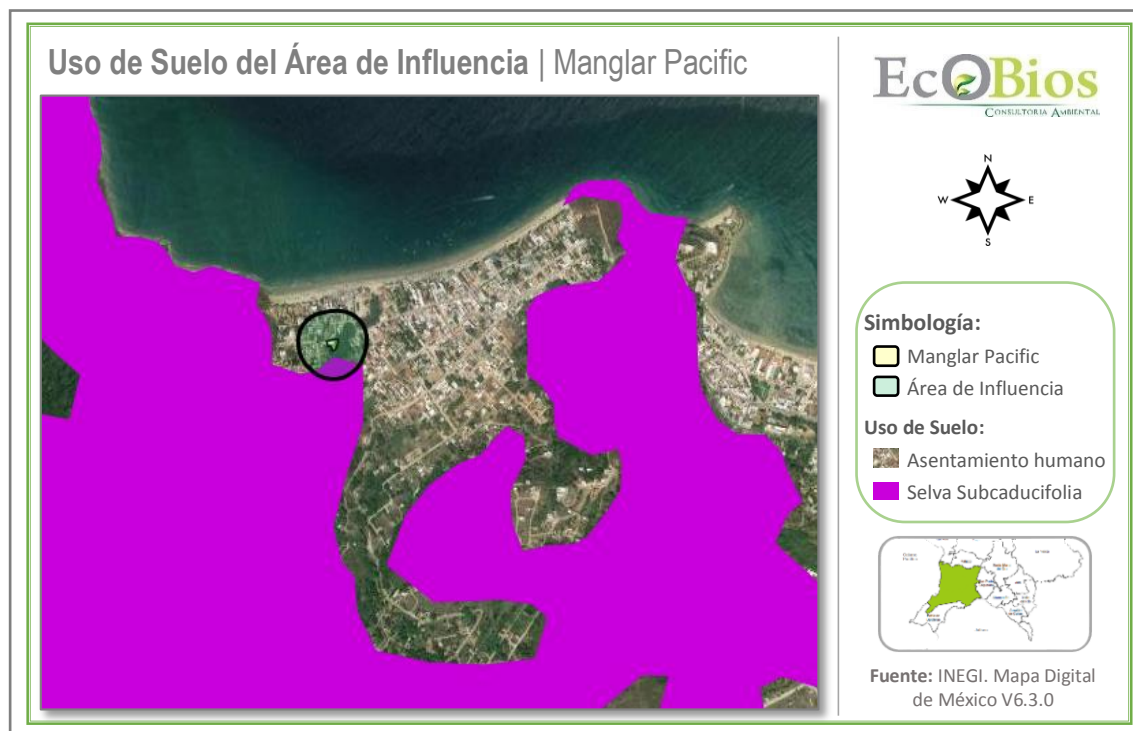 Uso de Suelo del Área de Influencia | Manglar Pacific
EcOBios
CONSULTORIA AMBIENTAL
N
W E
S
Simbología:
Manglar Pacific
Área de Influencia
Uso de Suelo:
Asentamiento humano
Selva Subcaducifolia
Fuente: INEGI. Mapa Digital
de México V6.3.0